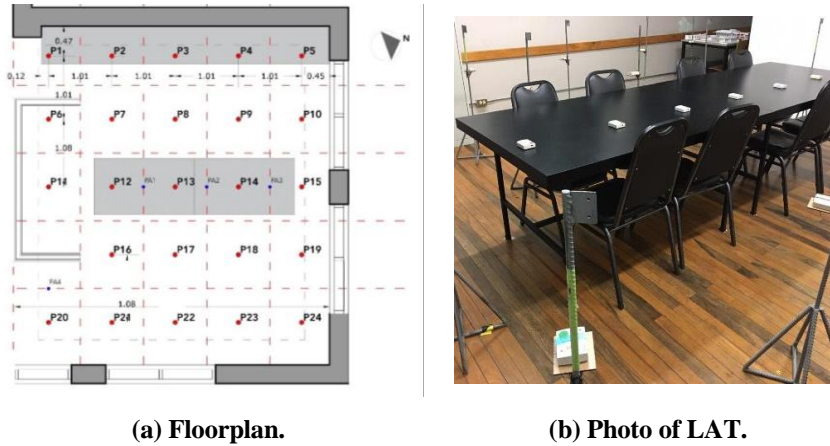 0.47
P1 P2 P3 P4 P5
N
0.12 1.01 1.01 1.01 1.01 0.45
1.01
P6 P7 P8 P9 P10
1.08
P11 P12 PA1 P13 PA2 P14 PA3 P15
P16 P17 P18 P19
PA4
1.08
P20 P21 P22 P23 P24
(a) Floorplan.
(b) Photo of LAT.